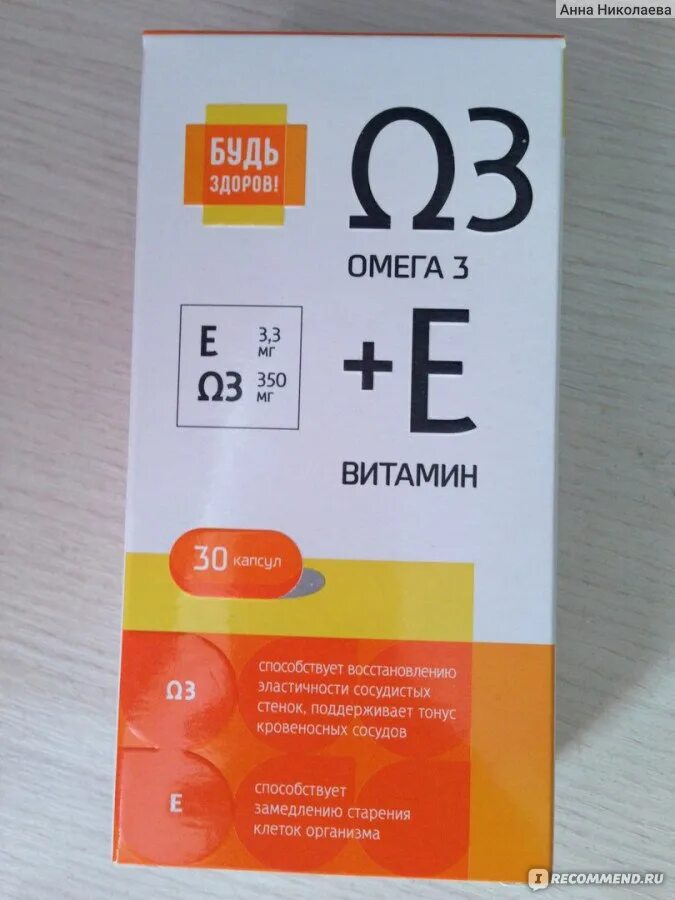 Анна Николаева
БУДЬ
ЗДОРОВ!
Ω3
ОМЕГА 3
+E
ВИТАМИН
E 3,3 мг
Ω3 350 мг
30 капсул
Ω3
способствует восстановлению
эластичности сосудистых
стенок, поддерживает тонус
кровеносных сосудов
E
способствует
замедлению старения
клеток организма
IRECOMMEND.RU